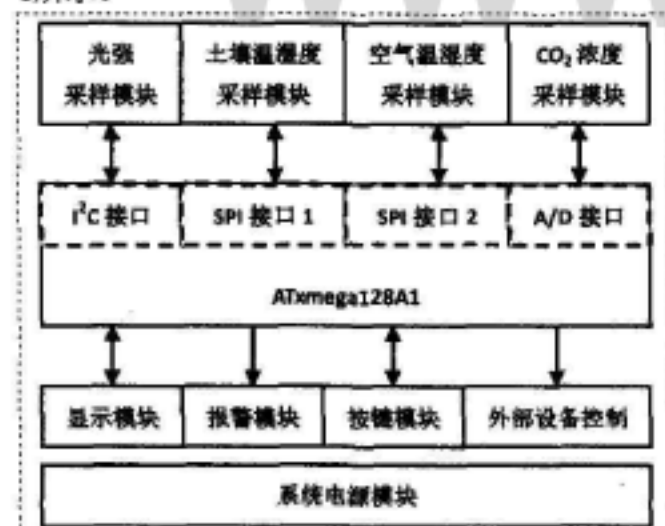 光强
采样模块
土壤温湿度
采样模块
空气温湿度
采样模块
CO₂ 浓度
采样模块
I²C 接口
SPI 接口 1
SPI 接口 2
A/D 接口
ATxmega128A1
显示模块
报警模块
按键模块
外部设备控制
系统电源模块